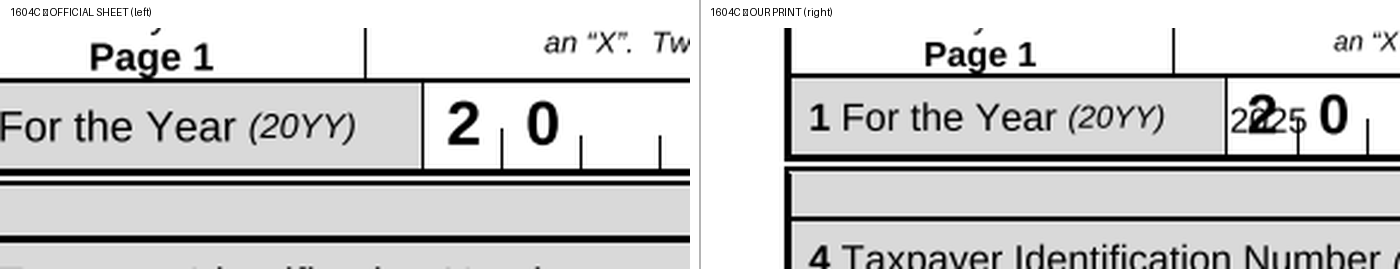 1604C OFFICIAL SHEET (left)
Page 1
an “X”. Tw
For the Year (20YY) 2 0
1604C OUR PRINT (right)
Page 1
an “X
1 For the Year (20YY) 2025 2 0
4 Taxpayer Identification Number (